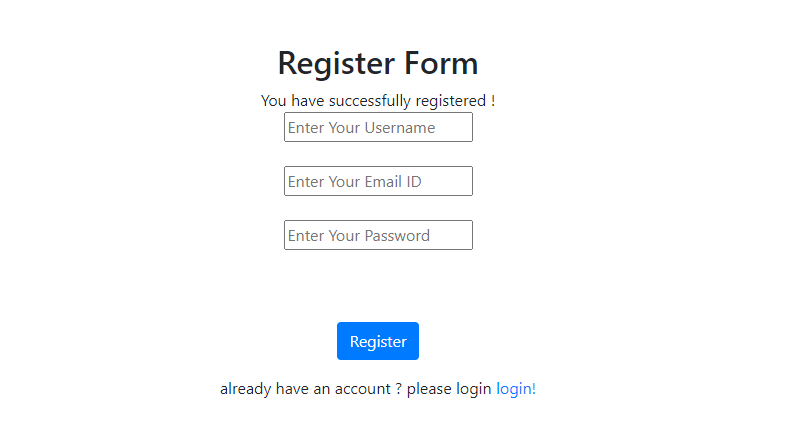 Register Form
You have successfully registered !
Enter Your Username
Enter Your Email ID
Enter Your Password
Register
already have an account ? please login login!